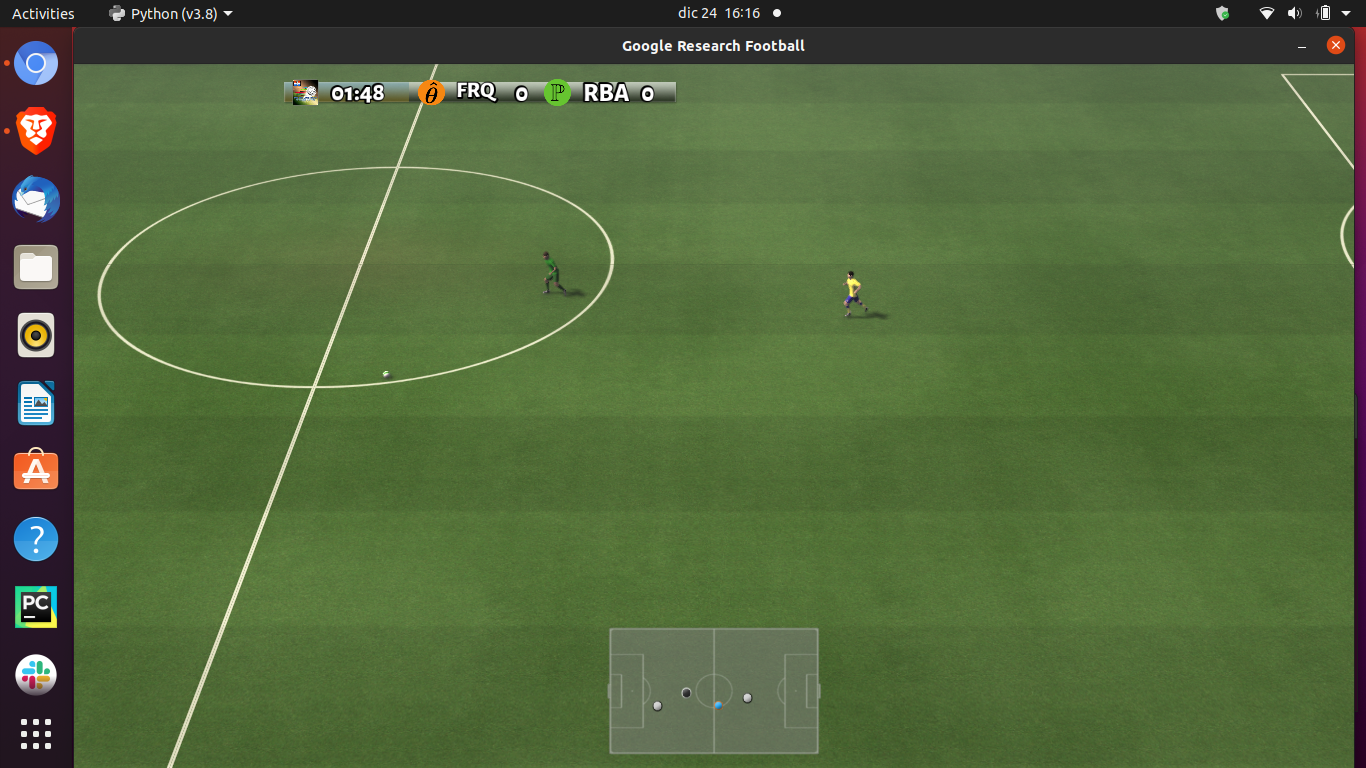 Activities Python (v3.8) dic 24 16:16
Google Research Football
01:48 θ̂ FRQ 0 ℙ RBA 0
A
?
PC